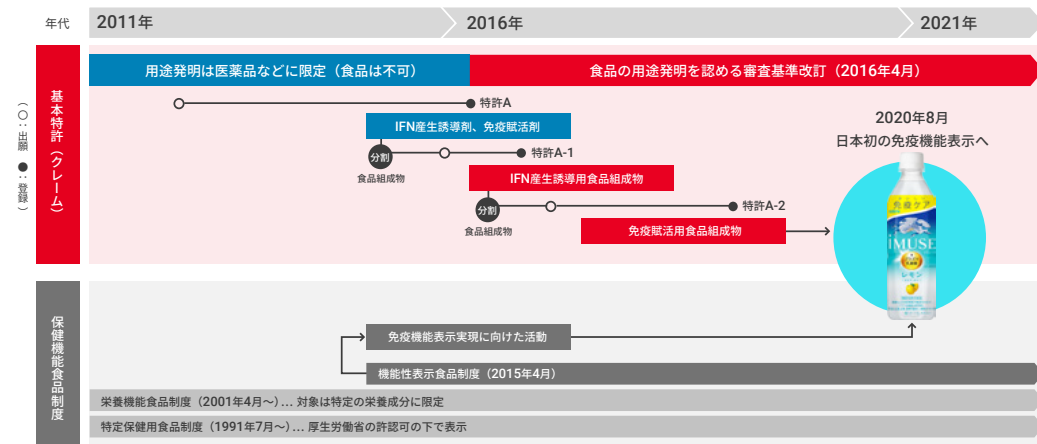 年代
2011年
2016年
2021年
基本特許（クレーム）
（○：出願 ●：登録）
用途発明は医薬品などに限定（食品は不可）
食品の用途発明を認める審査基準改訂（2016年4月）
特許A
IFN産生誘導剤、免疫賦活剤
分割
食品組成物
特許A-1
IFN産生誘導用食品組成物
分割
食品組成物
特許A-2
免疫賦活用食品組成物
2020年8月
日本初の免疫機能表示へ
免疫ケア
iMUSE
レモン
保健機能食品制度
免疫機能表示実現に向けた活動
機能性表示食品制度（2015年4月）
栄養機能食品制度（2001年4月〜）… 対象は特定の栄養成分に限定
特定保健用食品制度（1991年7月〜）… 厚生労働省の許認可の下で表示